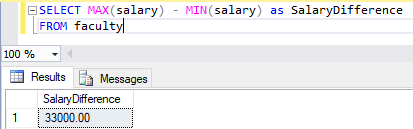 SELECT MAX(salary) - MIN(salary) as SalaryDifference
FROM faculty
100 %
Results Messages
SalaryDifference
1 33000.00